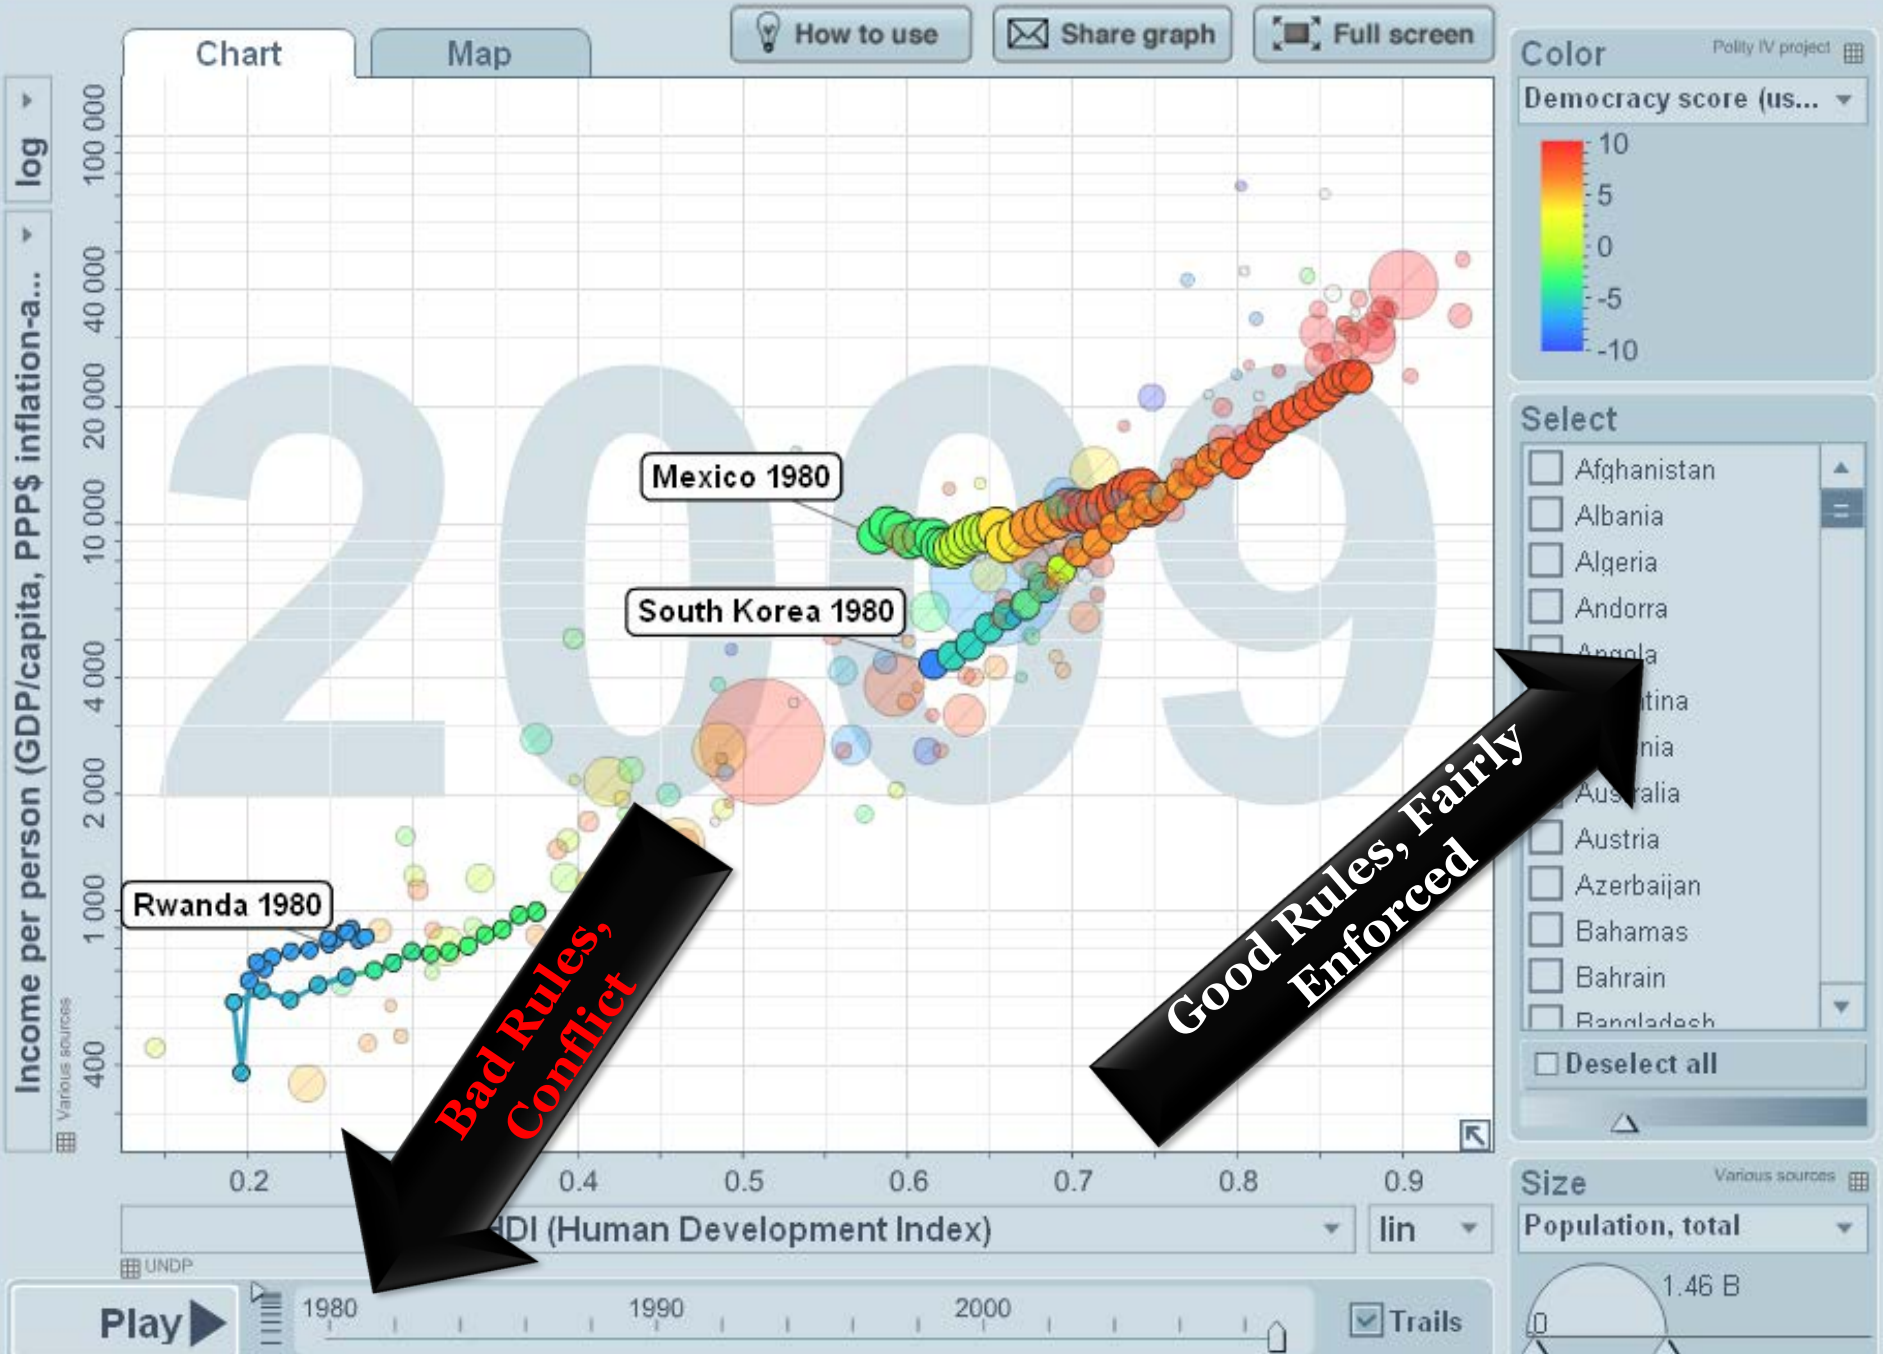 Chart
Map
How to use
Share graph
Full screen
log
Income per person (GDP/capita, PPP$ inflation-a...
Various sources
100 000
40 000
20 000
10 000
4 000
2 000
1 000
400
2009
Mexico 1980
South Korea 1980
Rwanda 1980
Bad Rules,
Conflict
Good Rules, Fairly
Enforced
0.2
0.4
0.5
0.6
0.7
0.8
0.9
HDI (Human Development Index)
lin
UNDP
Play
1980
1990
2000
Trails
Color
Polity IV project
Democracy score (us...
10
5
0
-5
-10
Select
Afghanistan
Albania
Algeria
Andorra
Angola
tina
nia
Australia
Austria
Azerbaijan
Bahamas
Bahrain
Bangladesh
Deselect all
Size
Various sources
Population, total
1.46 B
0